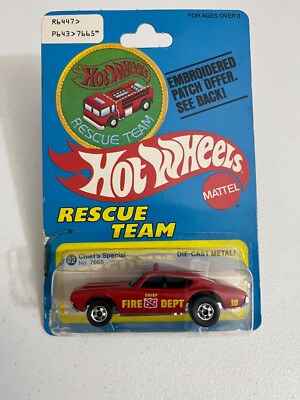 R6447>
P643>7665™
FOR AGES OVER 3
Hot Wheels
RESCUE TEAM
EMBROIDERED
PATCH OFFER.
SEE BACK!
Hot Wheels
MATTEL
RESCUE
TEAM
Chief's Special
No. 7665
DIE-CAST METAL!
CHIEF
FIRE DEPT
10